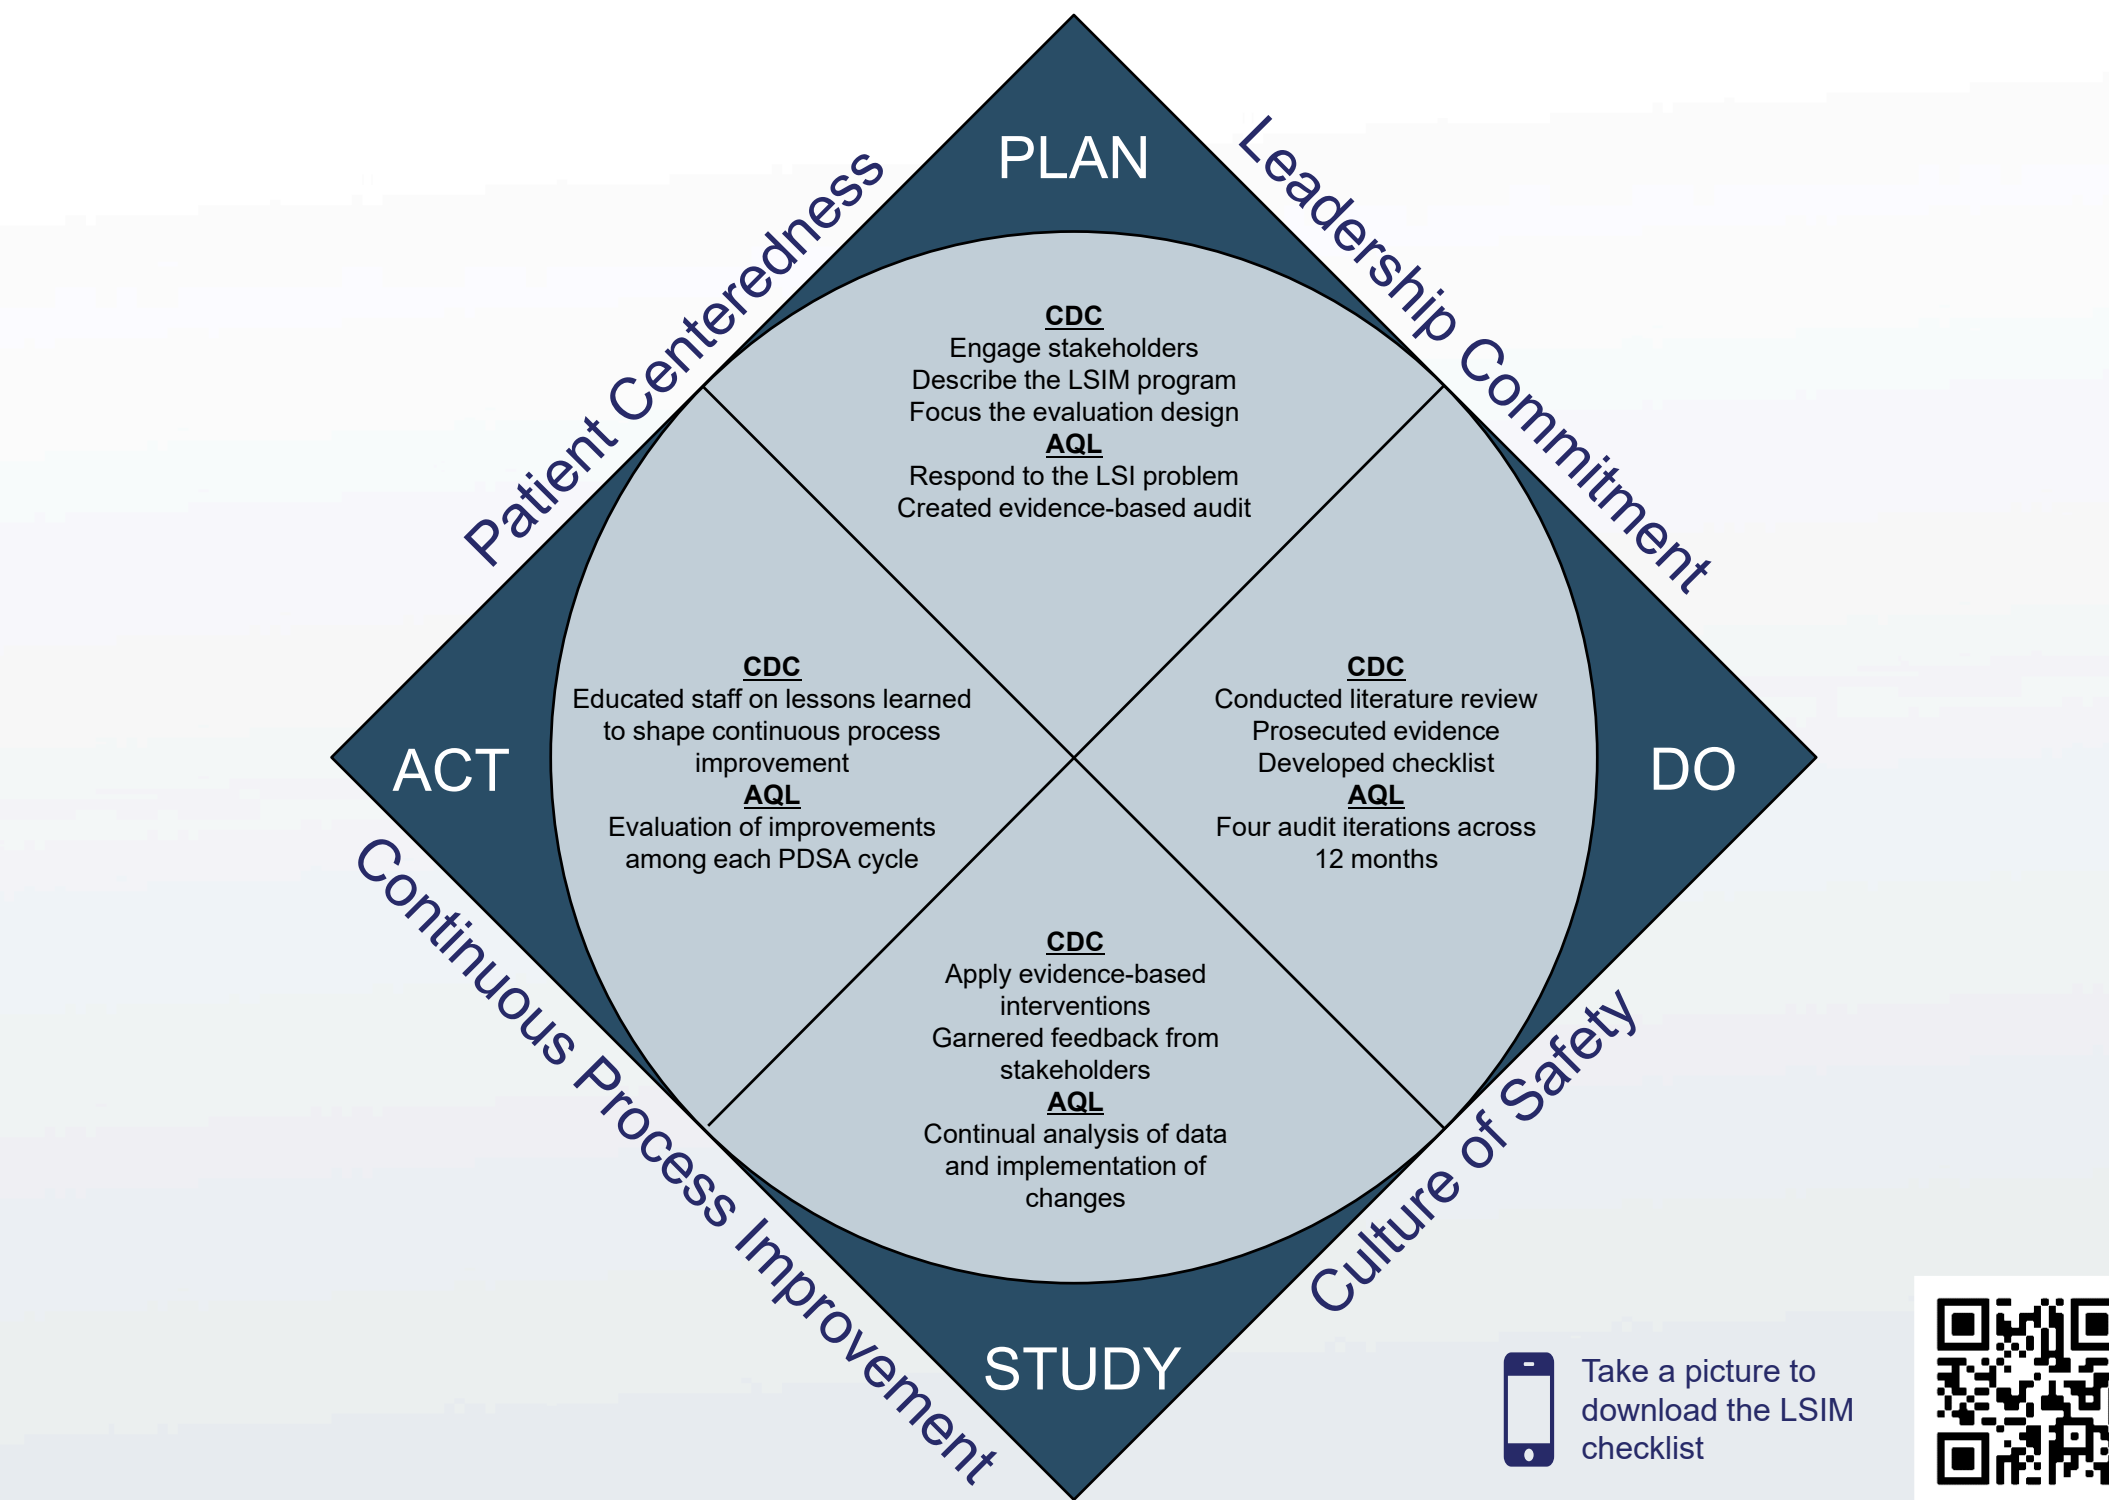 PLAN
Patient Centeredness
Leadership Commitment
CDC
Engage stakeholders
Describe the LSIM program
Focus the evaluation design
AQL
Respond to the LSI problem
Created evidence-based audit
ACT
CDC
Educated staff on lessons learned
to shape continuous process
improvement
AQL
Evaluation of improvements
among each PDSA cycle
CDC
Conducted literature review
Prosecuted evidence
Developed checklist
AQL
Four audit iterations across
12 months
DO
CDC
Apply evidence-based
interventions
Garnered feedback from
stakeholders
AQL
Continual analysis of data
and implementation of
changes
Continuous Process Improvement
Culture of Safety
STUDY
Take a picture to
download the LSIM
checklist